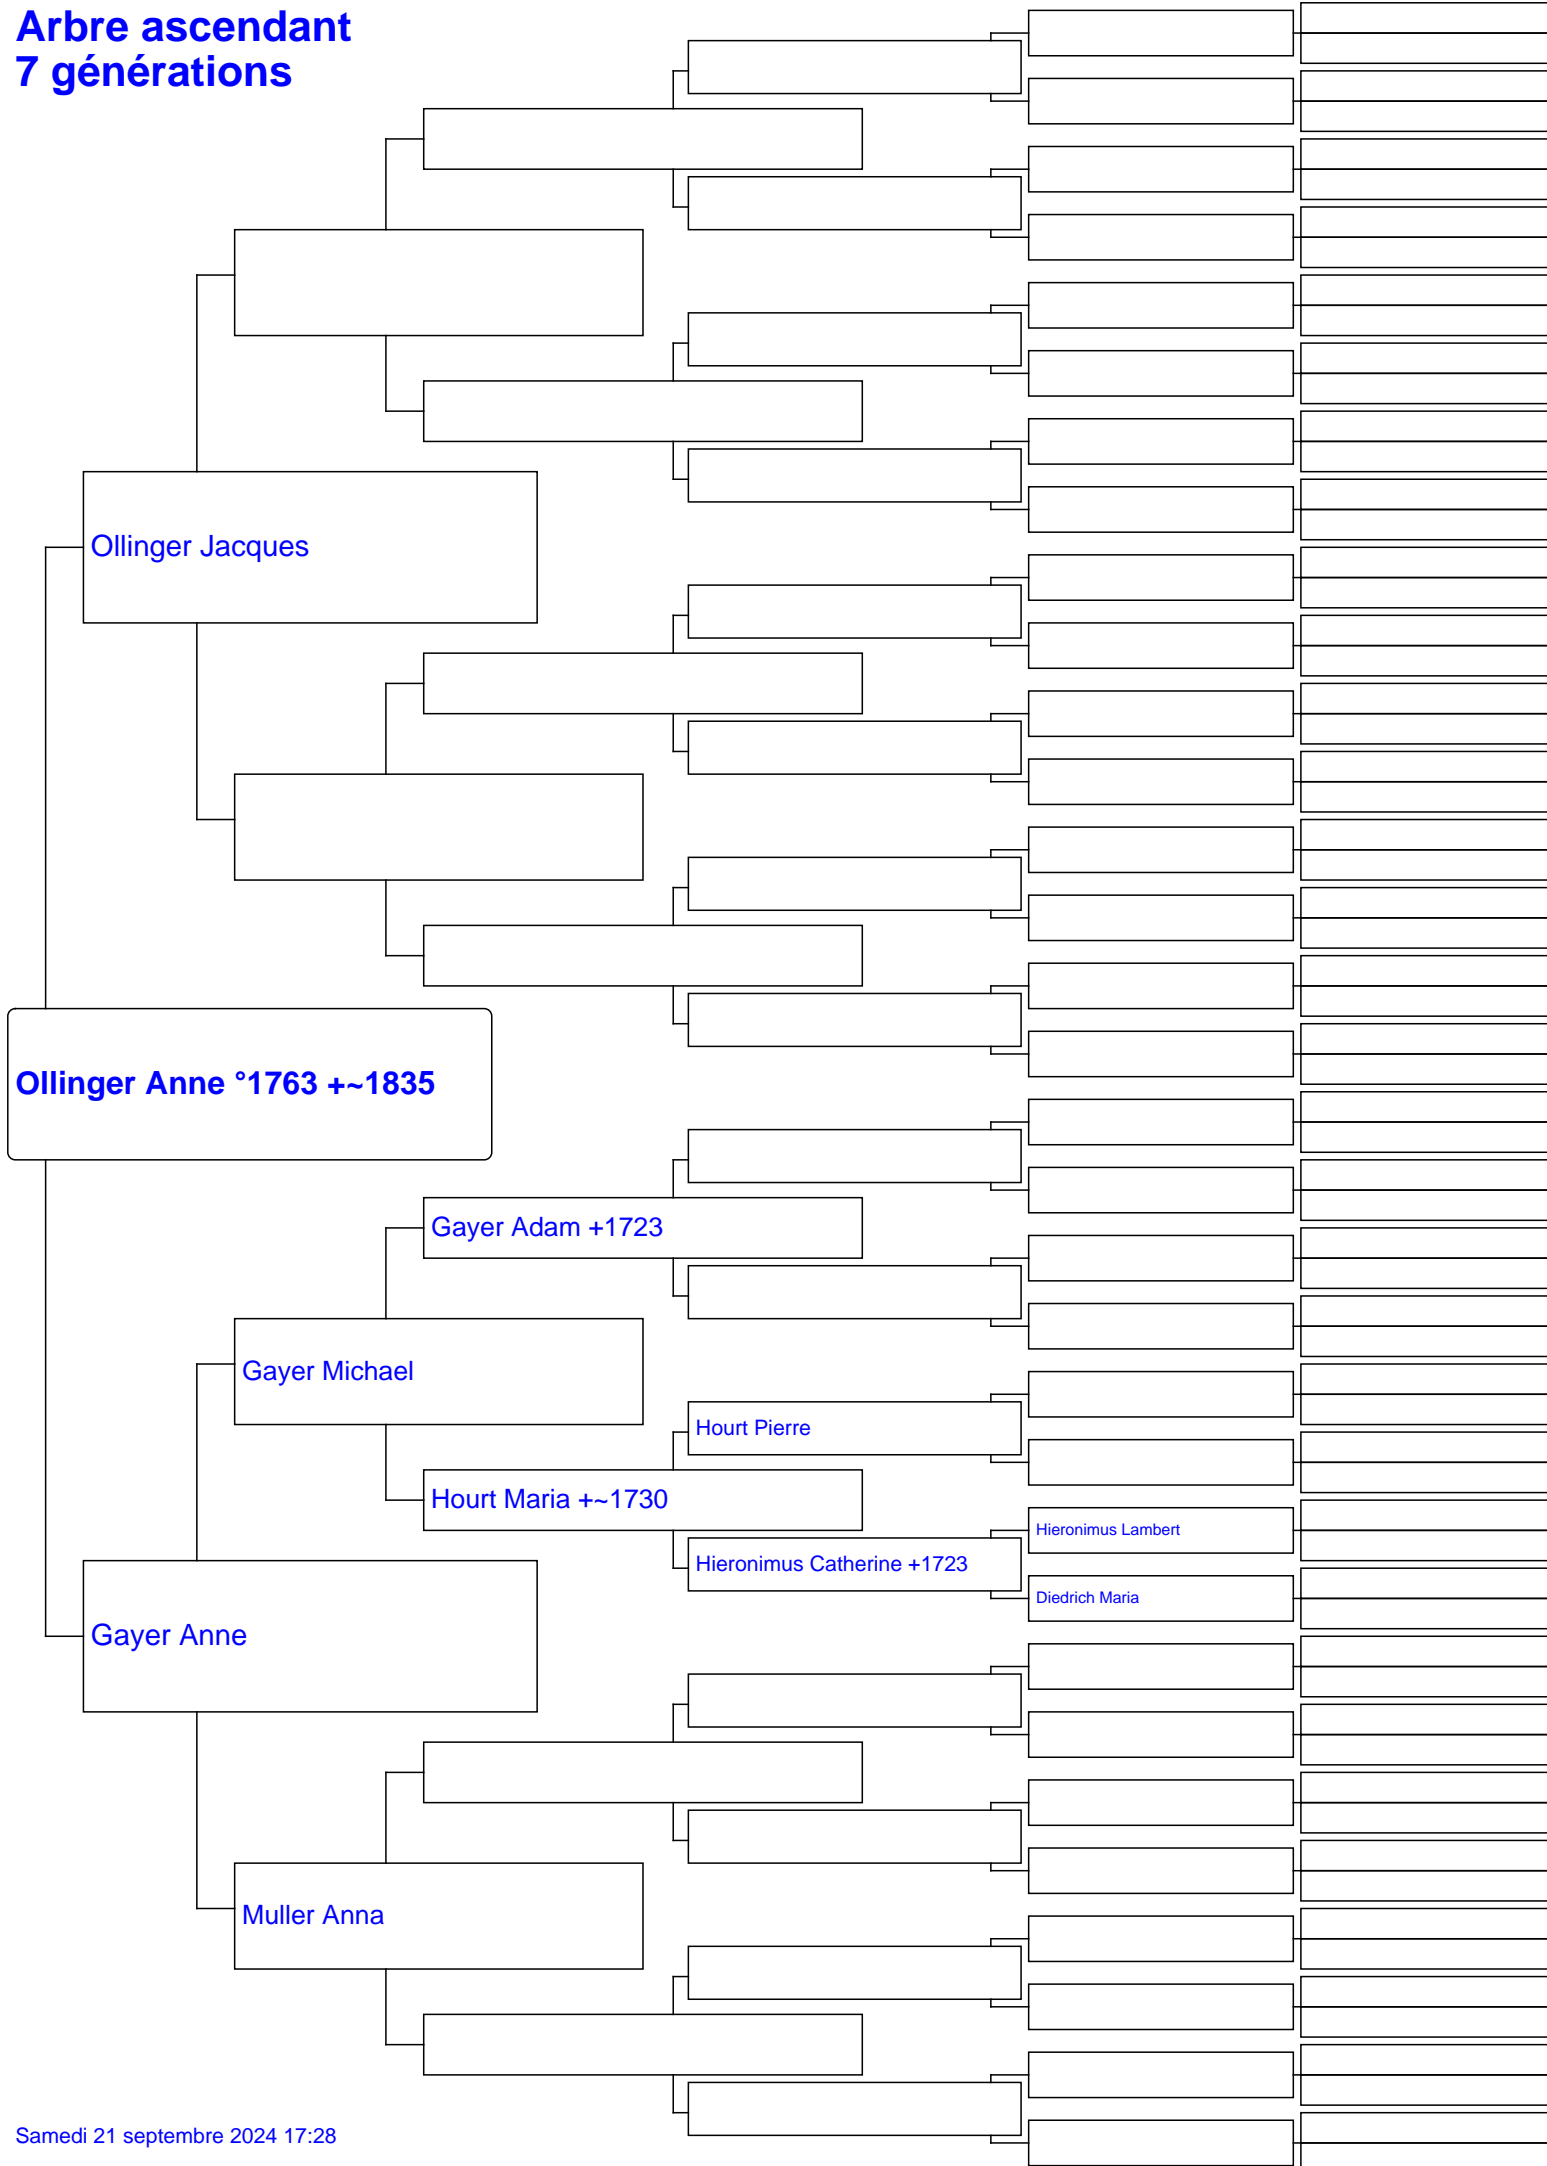 Arbre ascendant
7 générations
Ollinger Jacques
Ollinger Anne °1763 +~1835
Gayer Adam +1723
Gayer Michael
Hourt Pierre
Hourt Maria +~1730
Hieronimus Lambert
Hieronimus Catherine +1723
Diedrich Maria
Gayer Anne
Muller Anna
Samedi 21 septembre 2024 17:28